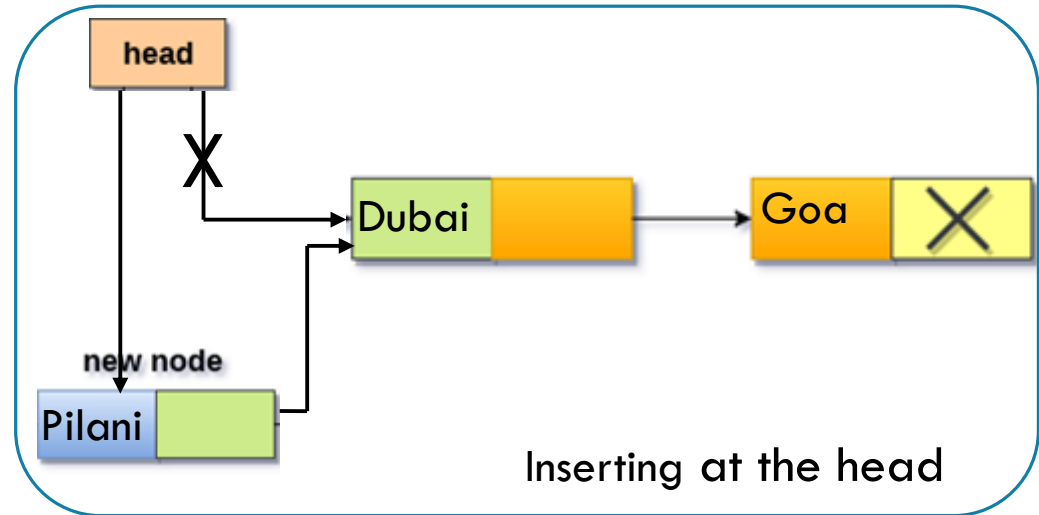 head
X
Dubai
Goa
new node
Pilani
Inserting at the head